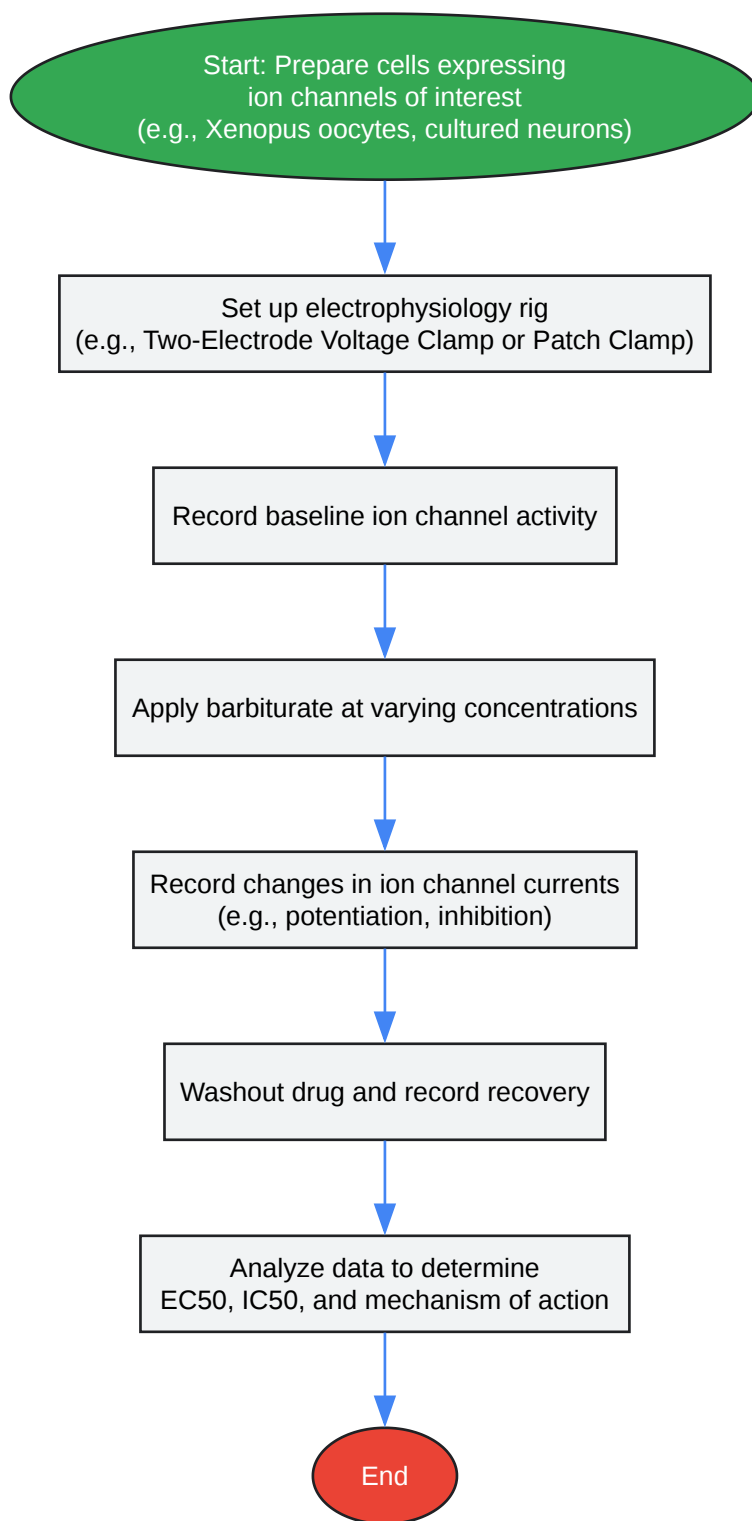 Start: Prepare cells expressing
ion channels of interest
(e.g., Xenopus oocytes, cultured neurons)
Set up electrophysiology rig
(e.g., Two-Electrode Voltage Clamp or Patch Clamp)
Record baseline ion channel activity
Apply barbiturate at varying concentrations
Record changes in ion channel currents
(e.g., potentiation, inhibition)
Washout drug and record recovery
Analyze data to determine
EC50, IC50, and mechanism of action
End